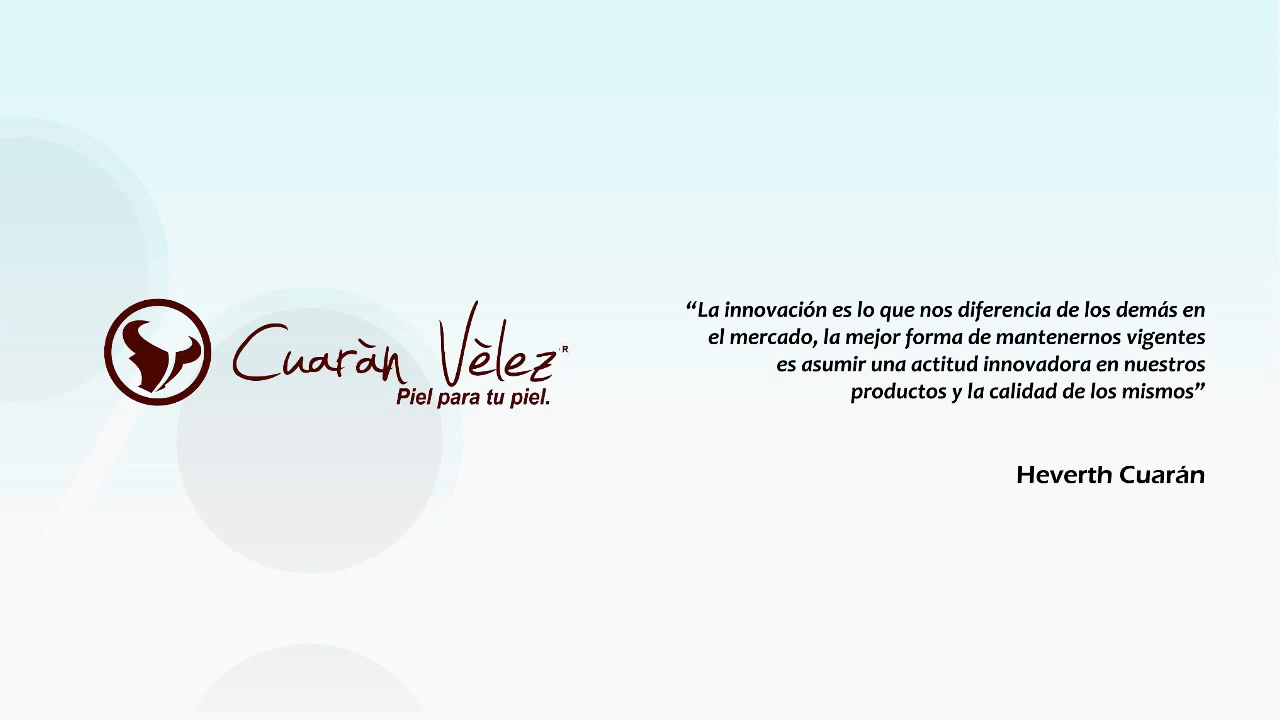 Cuaràn Vèlez R
Piel para tu piel.
“La innovación es lo que nos diferencia de los demás en
el mercado, la mejor forma de mantenernos vigentes
es asumir una actitud innovadora en nuestros
productos y la calidad de los mismos”
Heverth Cuarán